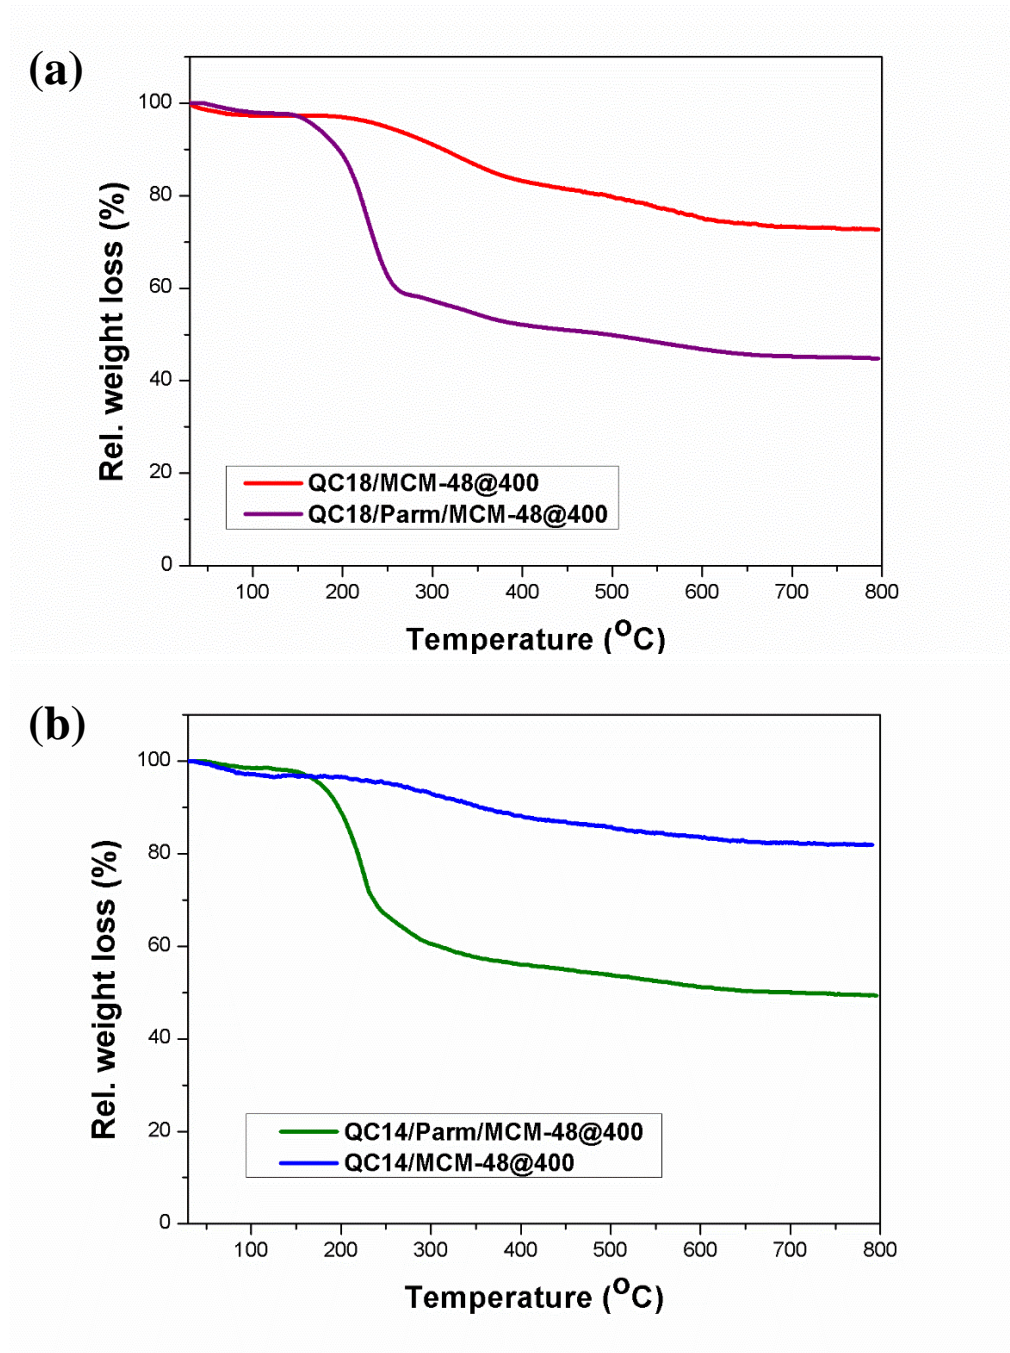 (a)
100
80
60
40
20
0
Rel. weight loss (%)
QC18/MCM-48@400
QC18/Parm/MCM-48@400
100 200 300 400 500 600 700 800
Temperature (OC)
(b)
100
80
60
40
20
0
Rel. weight loss (%)
QC14/Parm/MCM-48@400
QC14/MCM-48@400
100 200 300 400 500 600 700 800
Temperature (OC)